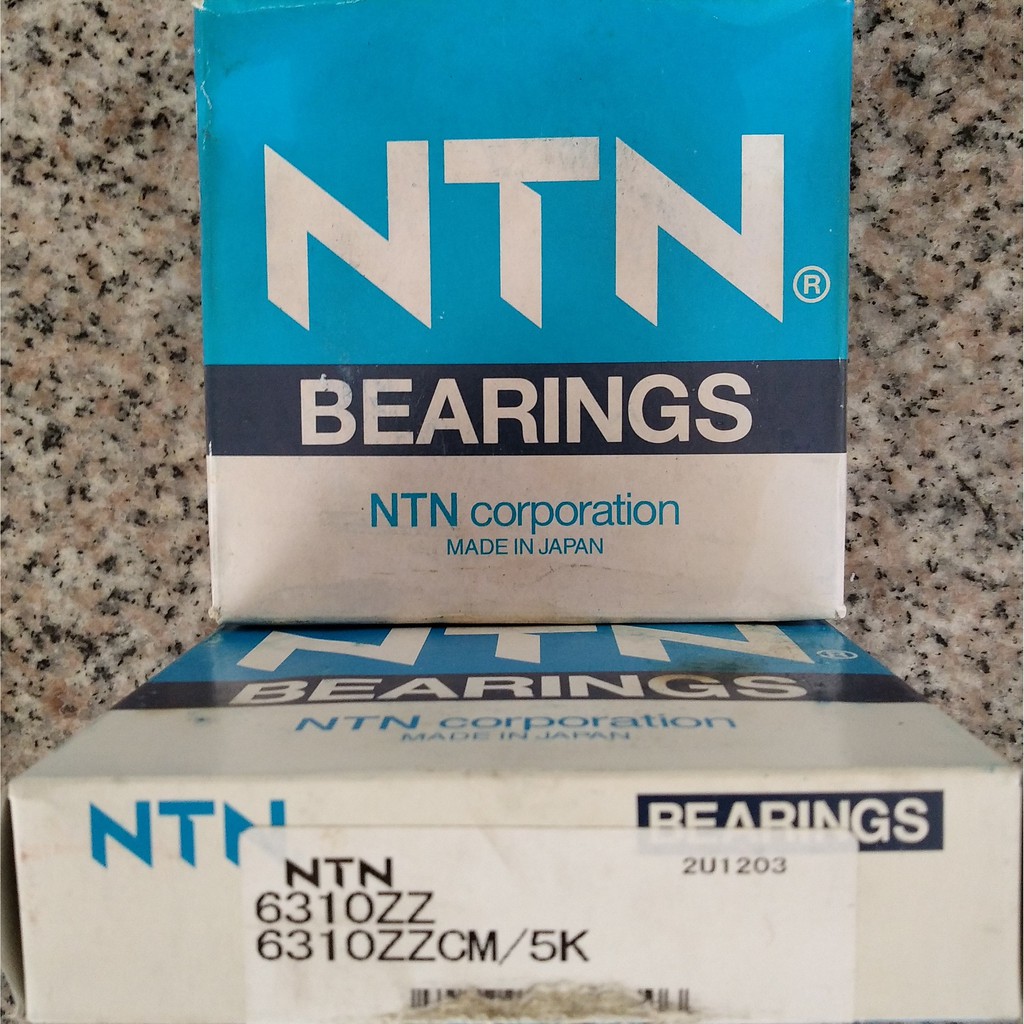 NTN®
BEARINGS
NTN corporation
MADE IN JAPAN
NTN®
BEARINGS
NTN corporation
MADE IN JAPAN
NTN BEARINGS
2U1203
NTN
6310ZZ
6310ZZCM/5K